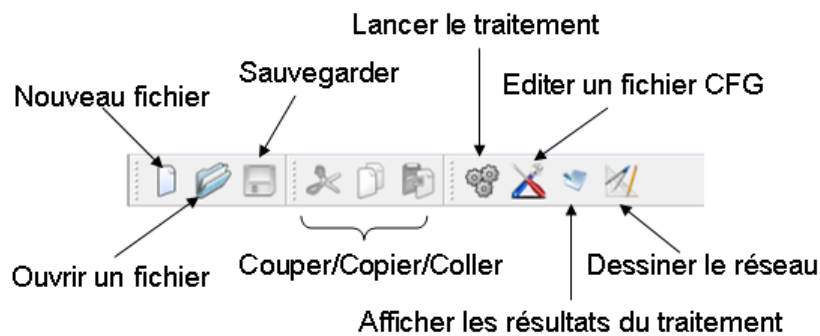 Lancer le traitement
Sauvegarder
Editer un fichier CFG
Nouveau fichier
Ouvrir un fichier
Couper/Copier/Coller
Dessiner le réseau
Afficher les résultats du traitement